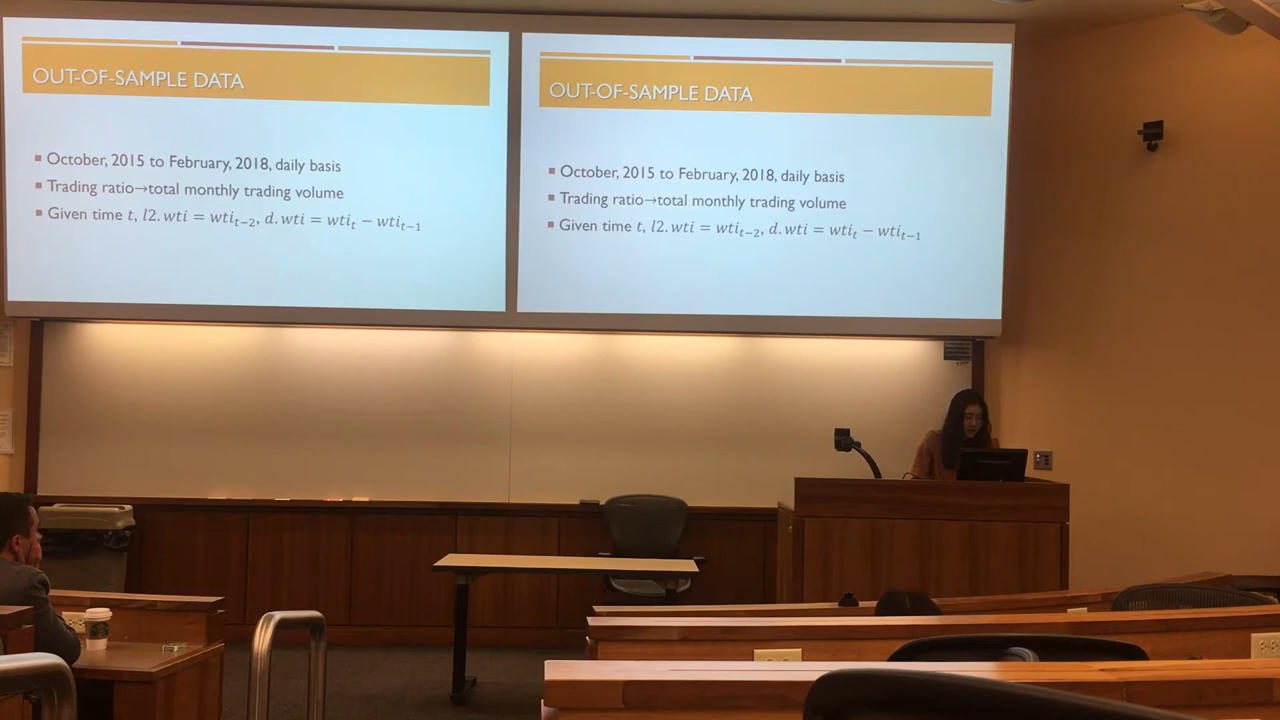 OUT-OF-SAMPLE DATA
▪ October, 2015 to February, 2018, daily basis
▪ Trading ratio→total monthly trading volume
▪ Given time t, l2.wti = wti_{t−2}, d.wti = wti_t − wti_{t−1}
OUT-OF-SAMPLE DATA
▪ October, 2015 to February, 2018, daily basis
▪ Trading ratio→total monthly trading volume
▪ Given time t, l2.wti = wti_{t−2}, d.wti = wti_t − wti_{t−1}